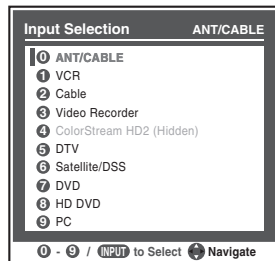 Input Selection ANT/CABLE
0 ANT/CABLE
1 VCR
2 Cable
3 Video Recorder
4 ColorStream HD2 (Hidden)
5 DTV
6 Satellite/DSS
7 DVD
8 HD DVD
9 PC
0 - 9 / INPUT to Select Navigate